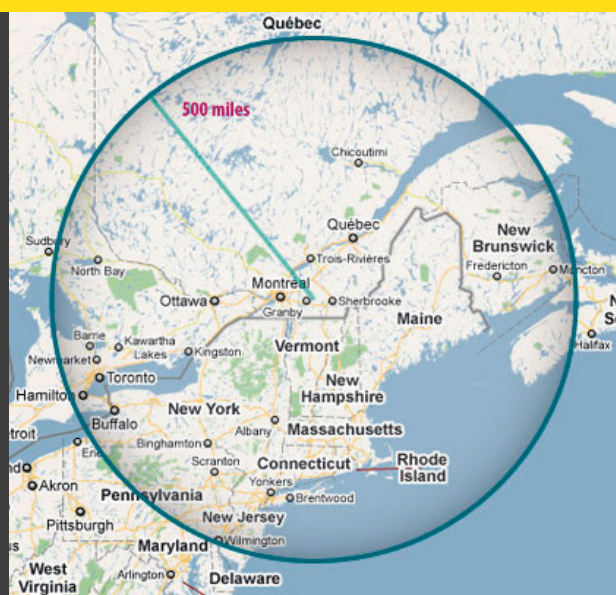 Québec
500 miles
Chicoutimi
Québec
New
Brunswick
Sudbury
North Bay
Trois-Rivières
Fredericton
Moncton
Montréal
Ottawa
Granby
Sherbrooke
Maine
Halifax
Barrie
Kawartha
Lakes
Kingston
Vermont
Newmarket
Toronto
New
Hampshire
Hamilton
New York
Buffalo
Albany
Massachusetts
etroit
Binghamton
Connecticut
Rhode
Island
Scranton
Yonkers
Brentwood
Akron
Pennsylvania
Pittsburgh
New Jersey
Wilmington
Maryland
West
Virginia
Arlington
Delaware